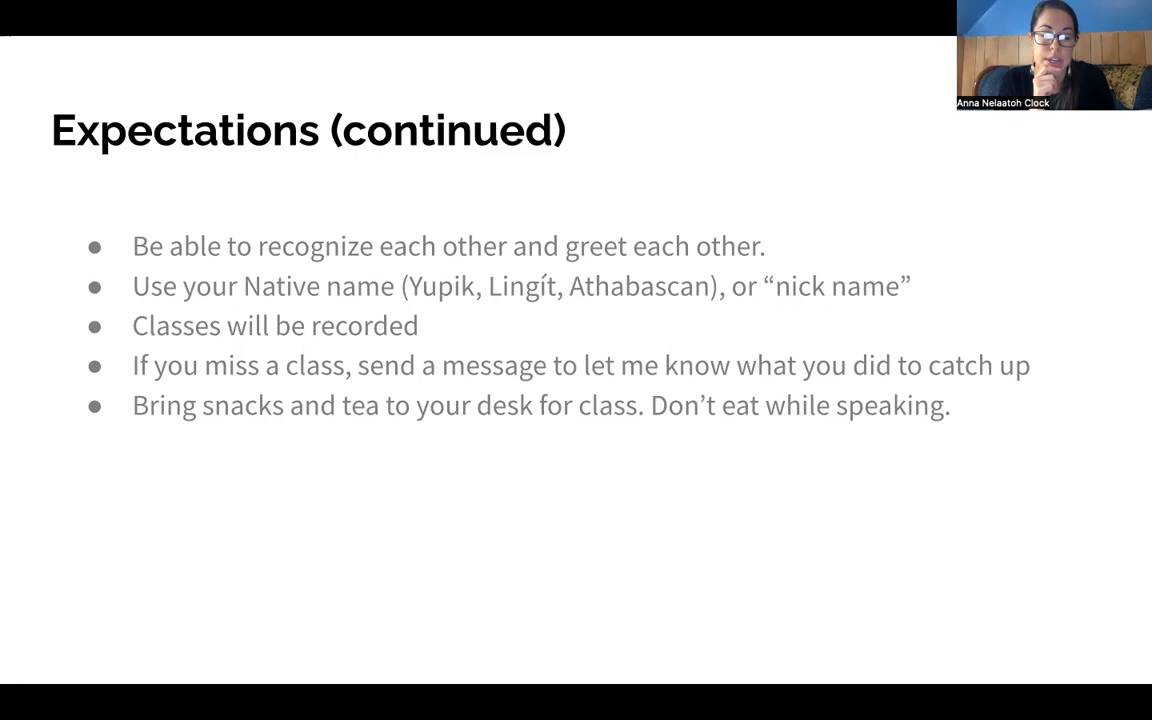 Expectations (continued)
● Be able to recognize each other and greet each other.
● Use your Native name (Yupik, Lingít, Athabascan), or “nick name”
● Classes will be recorded
● If you miss a class, send a message to let me know what you did to catch up
● Bring snacks and tea to your desk for class. Don’t eat while speaking.
Anna Nelaatoh Clock